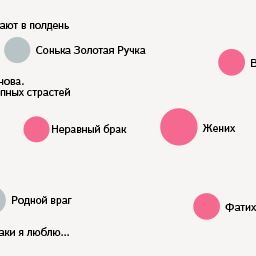 ают в полдень
Сонька Золотая Ручка
В
нова.
пных страстей
Неравный брак
Жених
Родной враг
Фатих
аки я люблю...